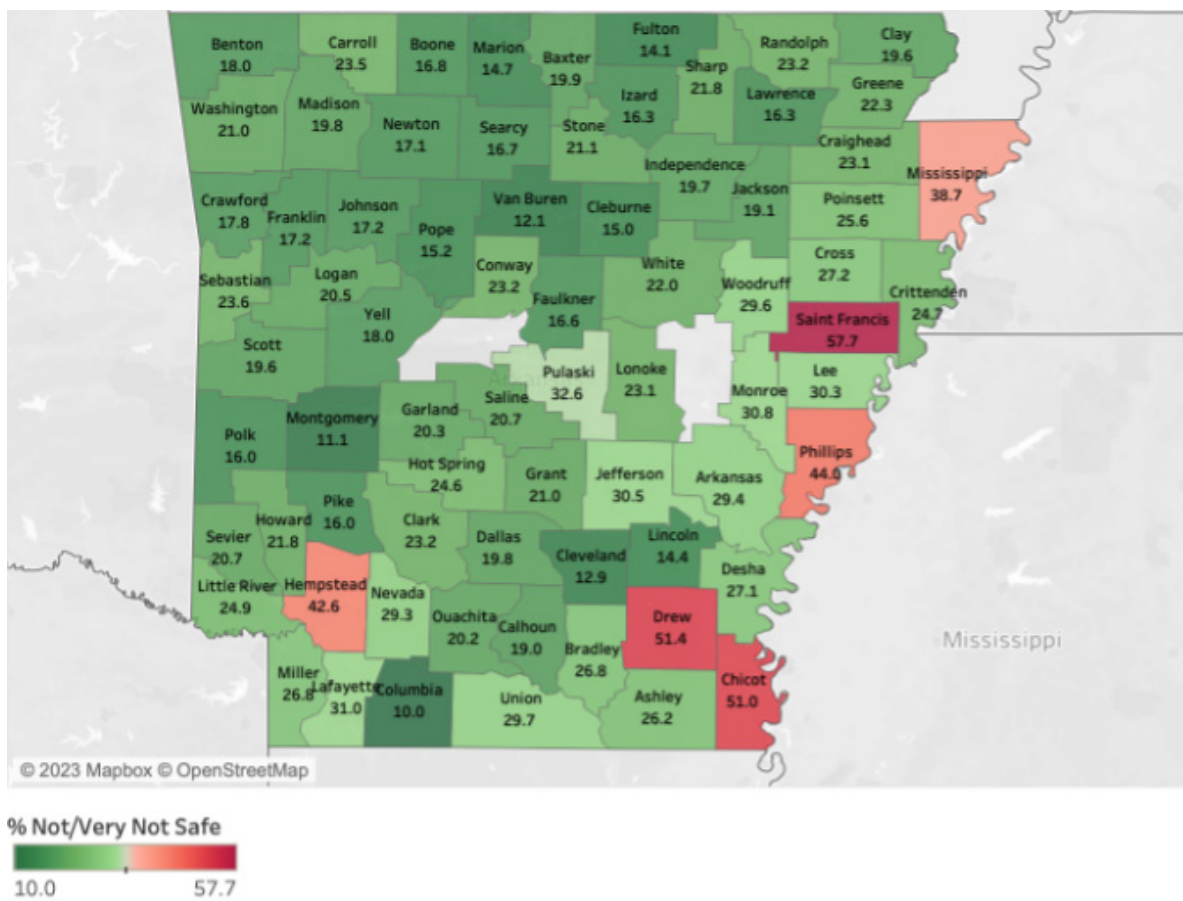 Benton
18.0
Carroll
23.5
Boone
16.8
Marion
14.7
Baxter
19.9
Fulton
14.1
Sharp
21.8
Randolph
23.2
Clay
19.6
Washington
21.0
Madison
19.8
Newton
17.1
Searcy
16.7
Stone
21.1
Izard
16.3
Lawrence
16.3
Greene
22.3
Craighead
23.1
Mississippi
38.7
Independence
19.7
Jackson
19.1
Poinsett
25.6
Crawford
17.8
Franklin
17.2
Johnson
17.2
Pope
15.2
Van Buren
12.1
Cleburne
15.0
Sebastian
23.6
Logan
20.5
Conway
23.2
White
22.0
Woodruff
29.6
Cross
27.2
Crittenden
24.7
Yell
18.0
Faulkner
16.6
Saint Francis
57.7
Scott
19.6
Pulaski
32.6
Lonoke
23.1
Monroe
30.8
Lee
30.3
Polk
16.0
Montgomery
11.1
Garland
20.3
Saline
20.7
Phillips
44.0
Hot Spring
24.6
Grant
21.0
Jefferson
30.5
Arkansas
29.4
Sevier
20.7
Howard
21.8
Pike
16.0
Clark
23.2
Dallas
19.8
Cleveland
12.9
Lincoln
14.4
Desha
27.1
Little River
24.9
Hempstead
42.6
Nevada
29.3
Ouachita
20.2
Calhoun
19.0
Bradley
26.8
Drew
51.4
Chicot
51.0
Miller
26.8
Lafayette
31.0
Columbia
10.0
Union
29.7
Ashley
26.2
Mississippi
© 2023 Mapbox © OpenStreetMap
% Not/Very Not Safe
10.0
57.7